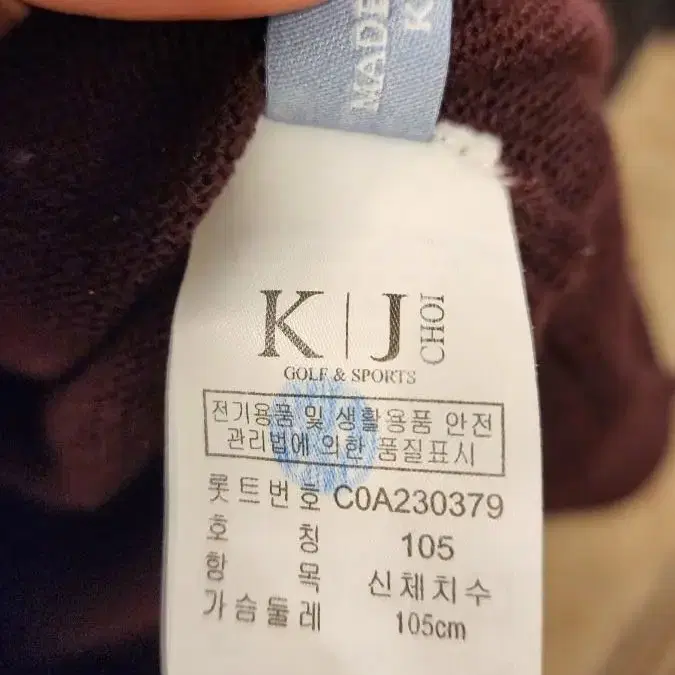 MADE
K
K | J CHOI
GOLF & SPORTS
전기용품 및 생활용품 안전
관리법에 의한 품질표시
롯트번호 C0A230379
호 칭 105
항 목 신체치수
가슴둘레 105cm